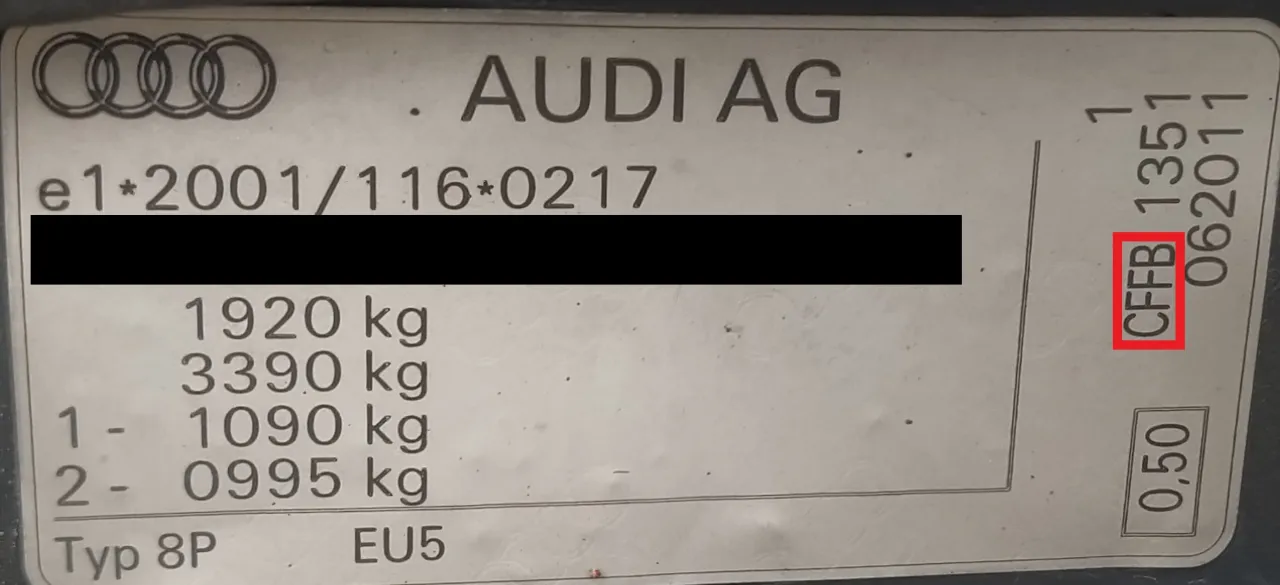 AUDI AG
e1*2001/116*0217
1920 kg
3390 kg
1 - 1090 kg
2 - 0995 kg
Typ 8P EU5
1
CFFB 1351
062011
0,50